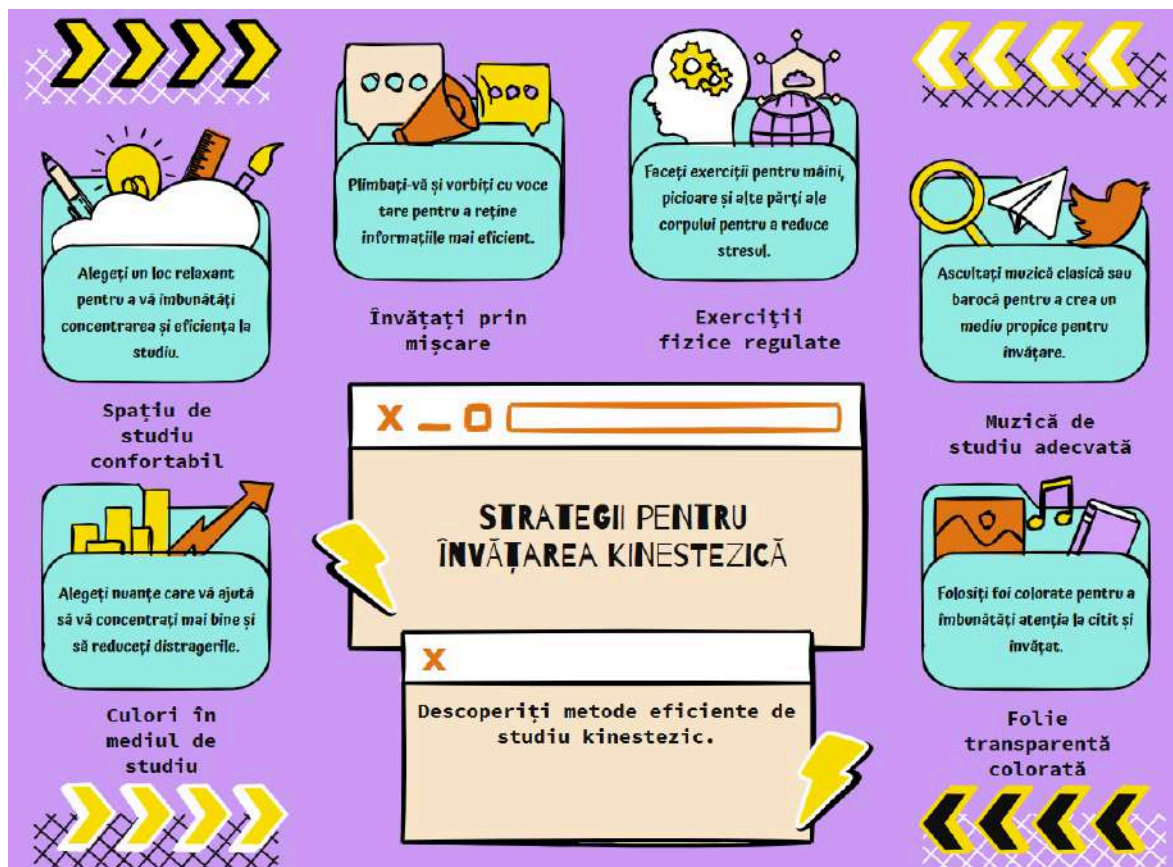 Plimbați-vă și vorbiți cu voce
tare pentru a reține
informațiile mai eficient.
Învățați prin
mișcare
Faceți exerciții pentru mâini,
picioare și alte părți ale
corpului pentru a reduce
stresul.
Exerciții
fizice regulate
Alegeți un loc relaxant
pentru a vă îmbunătăți
concentrarea și eficiența la
studiu.
Spațiu de
studiu
confortabil
Ascultați muzică clasică sau
barocă pentru a crea un
mediu propice pentru
învățare.
Muzică de
studiu adecvată
STRATEGII PENTRU
ÎNVĂȚAREA KINESTEZICĂ
Alegeți nuanțe care vă ajută
să vă concentrați mai bine și
să reduceți distragerile.
Culori în
mediul de
studiu
Folosiți foi colorate pentru a
îmbunătăți atenția la citit și
învățat.
Folie
transparentă
colorată
Descoperiți metode eficiente de
studiu kinestezic.